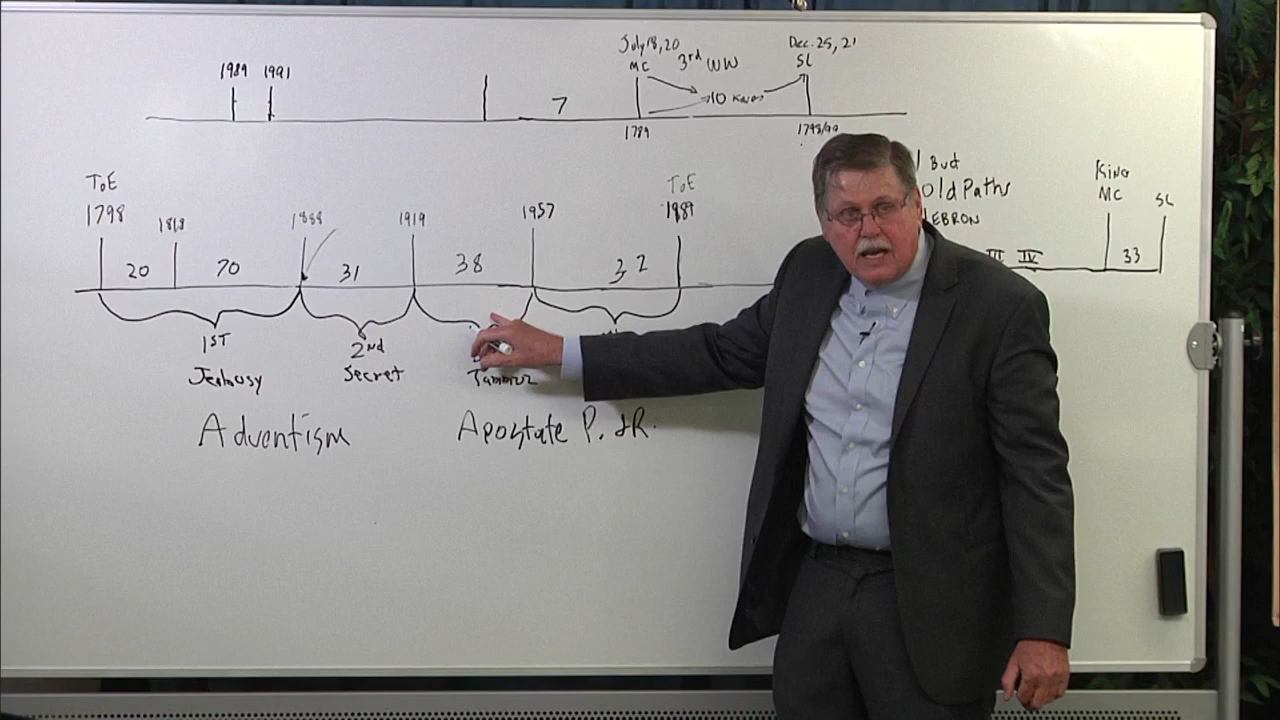 1989 1991
7
July 18, 20
MC
3rd WW
10 Kings
Dec. 25, 21
SL
1789
1798/99
ToE
1798
1818
1888
1919
1957
ToE
1989
20 70 31 38 32
1ST
Jealousy
2nd
Secret
Tammuz
Adventism
Apostate P. &R.
Bud
Old Paths
EBRON
III IV
King
MC
SL
33